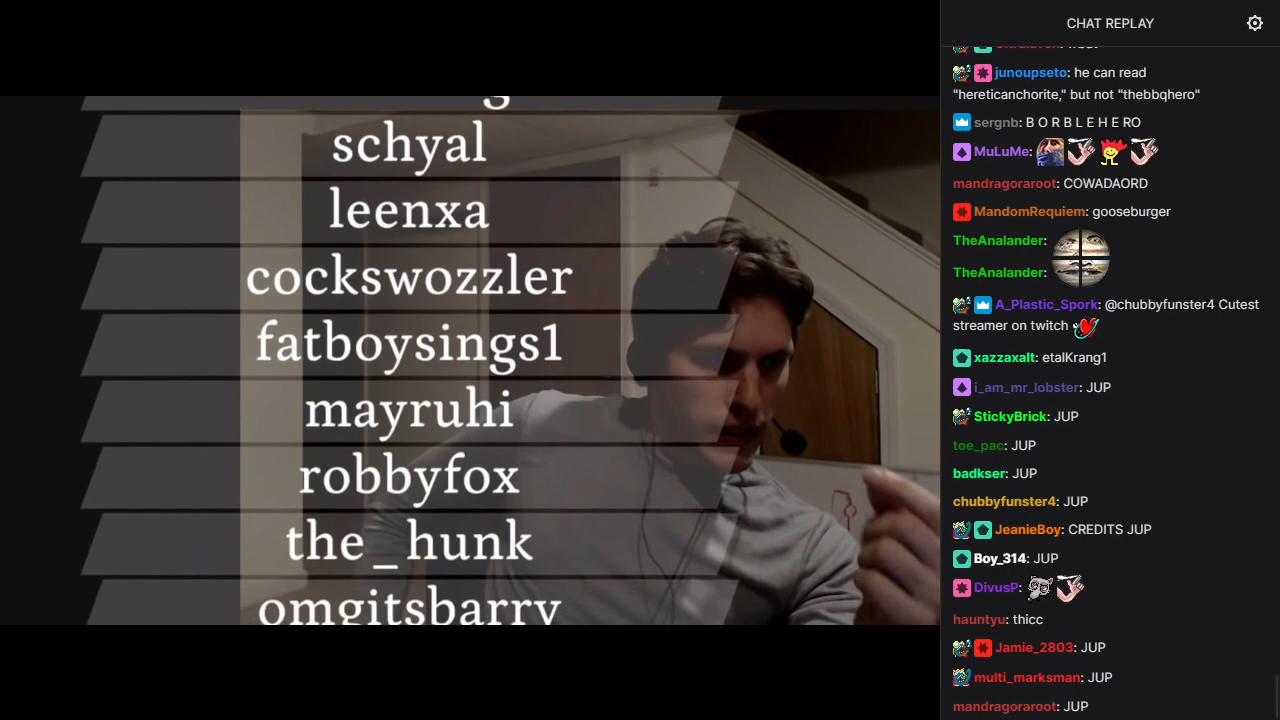 schyal
leenxa
cockswozzler
fatboysings1
mayruhi
robbyfox
the_hunk
omgitsbarry
CHAT REPLAY
junoupseto: he can read
"hereticanchorite," but not "thebbqhero"
sergnb: B O R B L E H E R O
MuLuMe:
mandragoraroot: COWADAORD
MandomRequiem: gooseburger
TheAnalander:
TheAnalander:
A_Plastic_Spork: @chubbyfunster4 Cutest
streamer on twitch
xazzaxalt: etalKrang1
i_am_mr_lobster: JUP
StickyBrick: JUP
toe_pac: JUP
badkser: JUP
chubbyfunster4: JUP
JeanieBoy: CREDITS JUP
Boy_314: JUP
DivusP:
hauntyu: thicc
Jamie_2803: JUP
multi_marksman: JUP
mandragoraroot: JUP